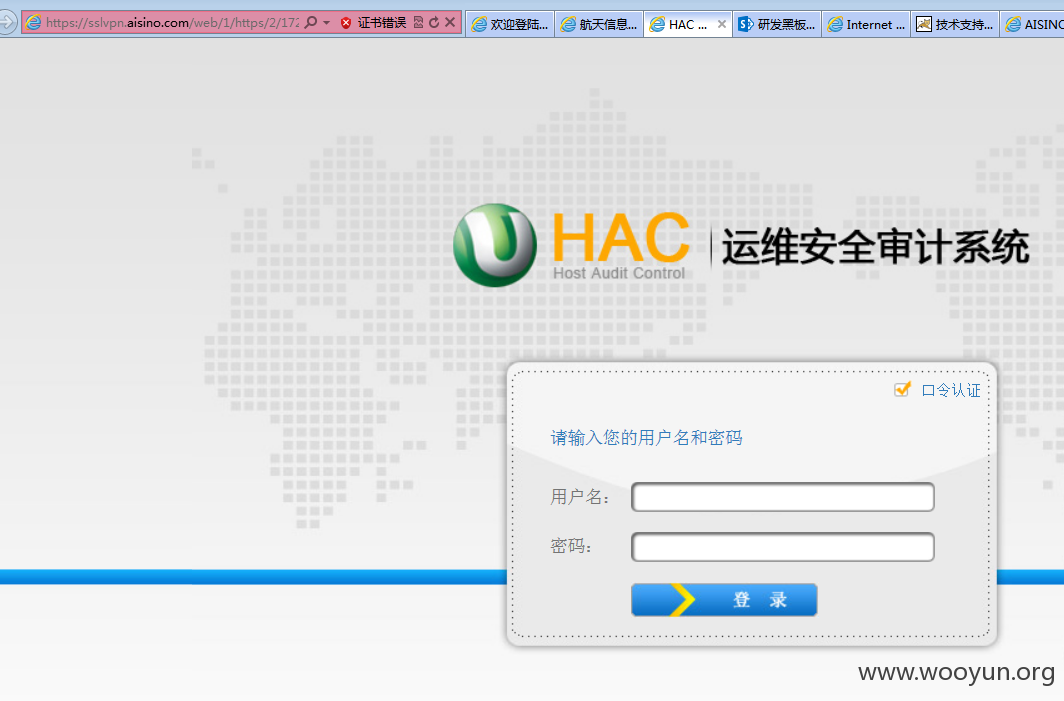 https://sslvpn.aisino.com/web/1/https/2/172 证书错误
欢迎登陆... 航天信息... HAC ... 研发黑板... Internet ... 技术支持... AISINO
HAC 运维安全审计系统
Host Audit Control
口令认证
请输入您的用户名和密码
用户名：
密码：
登 录
www.wooyun.org